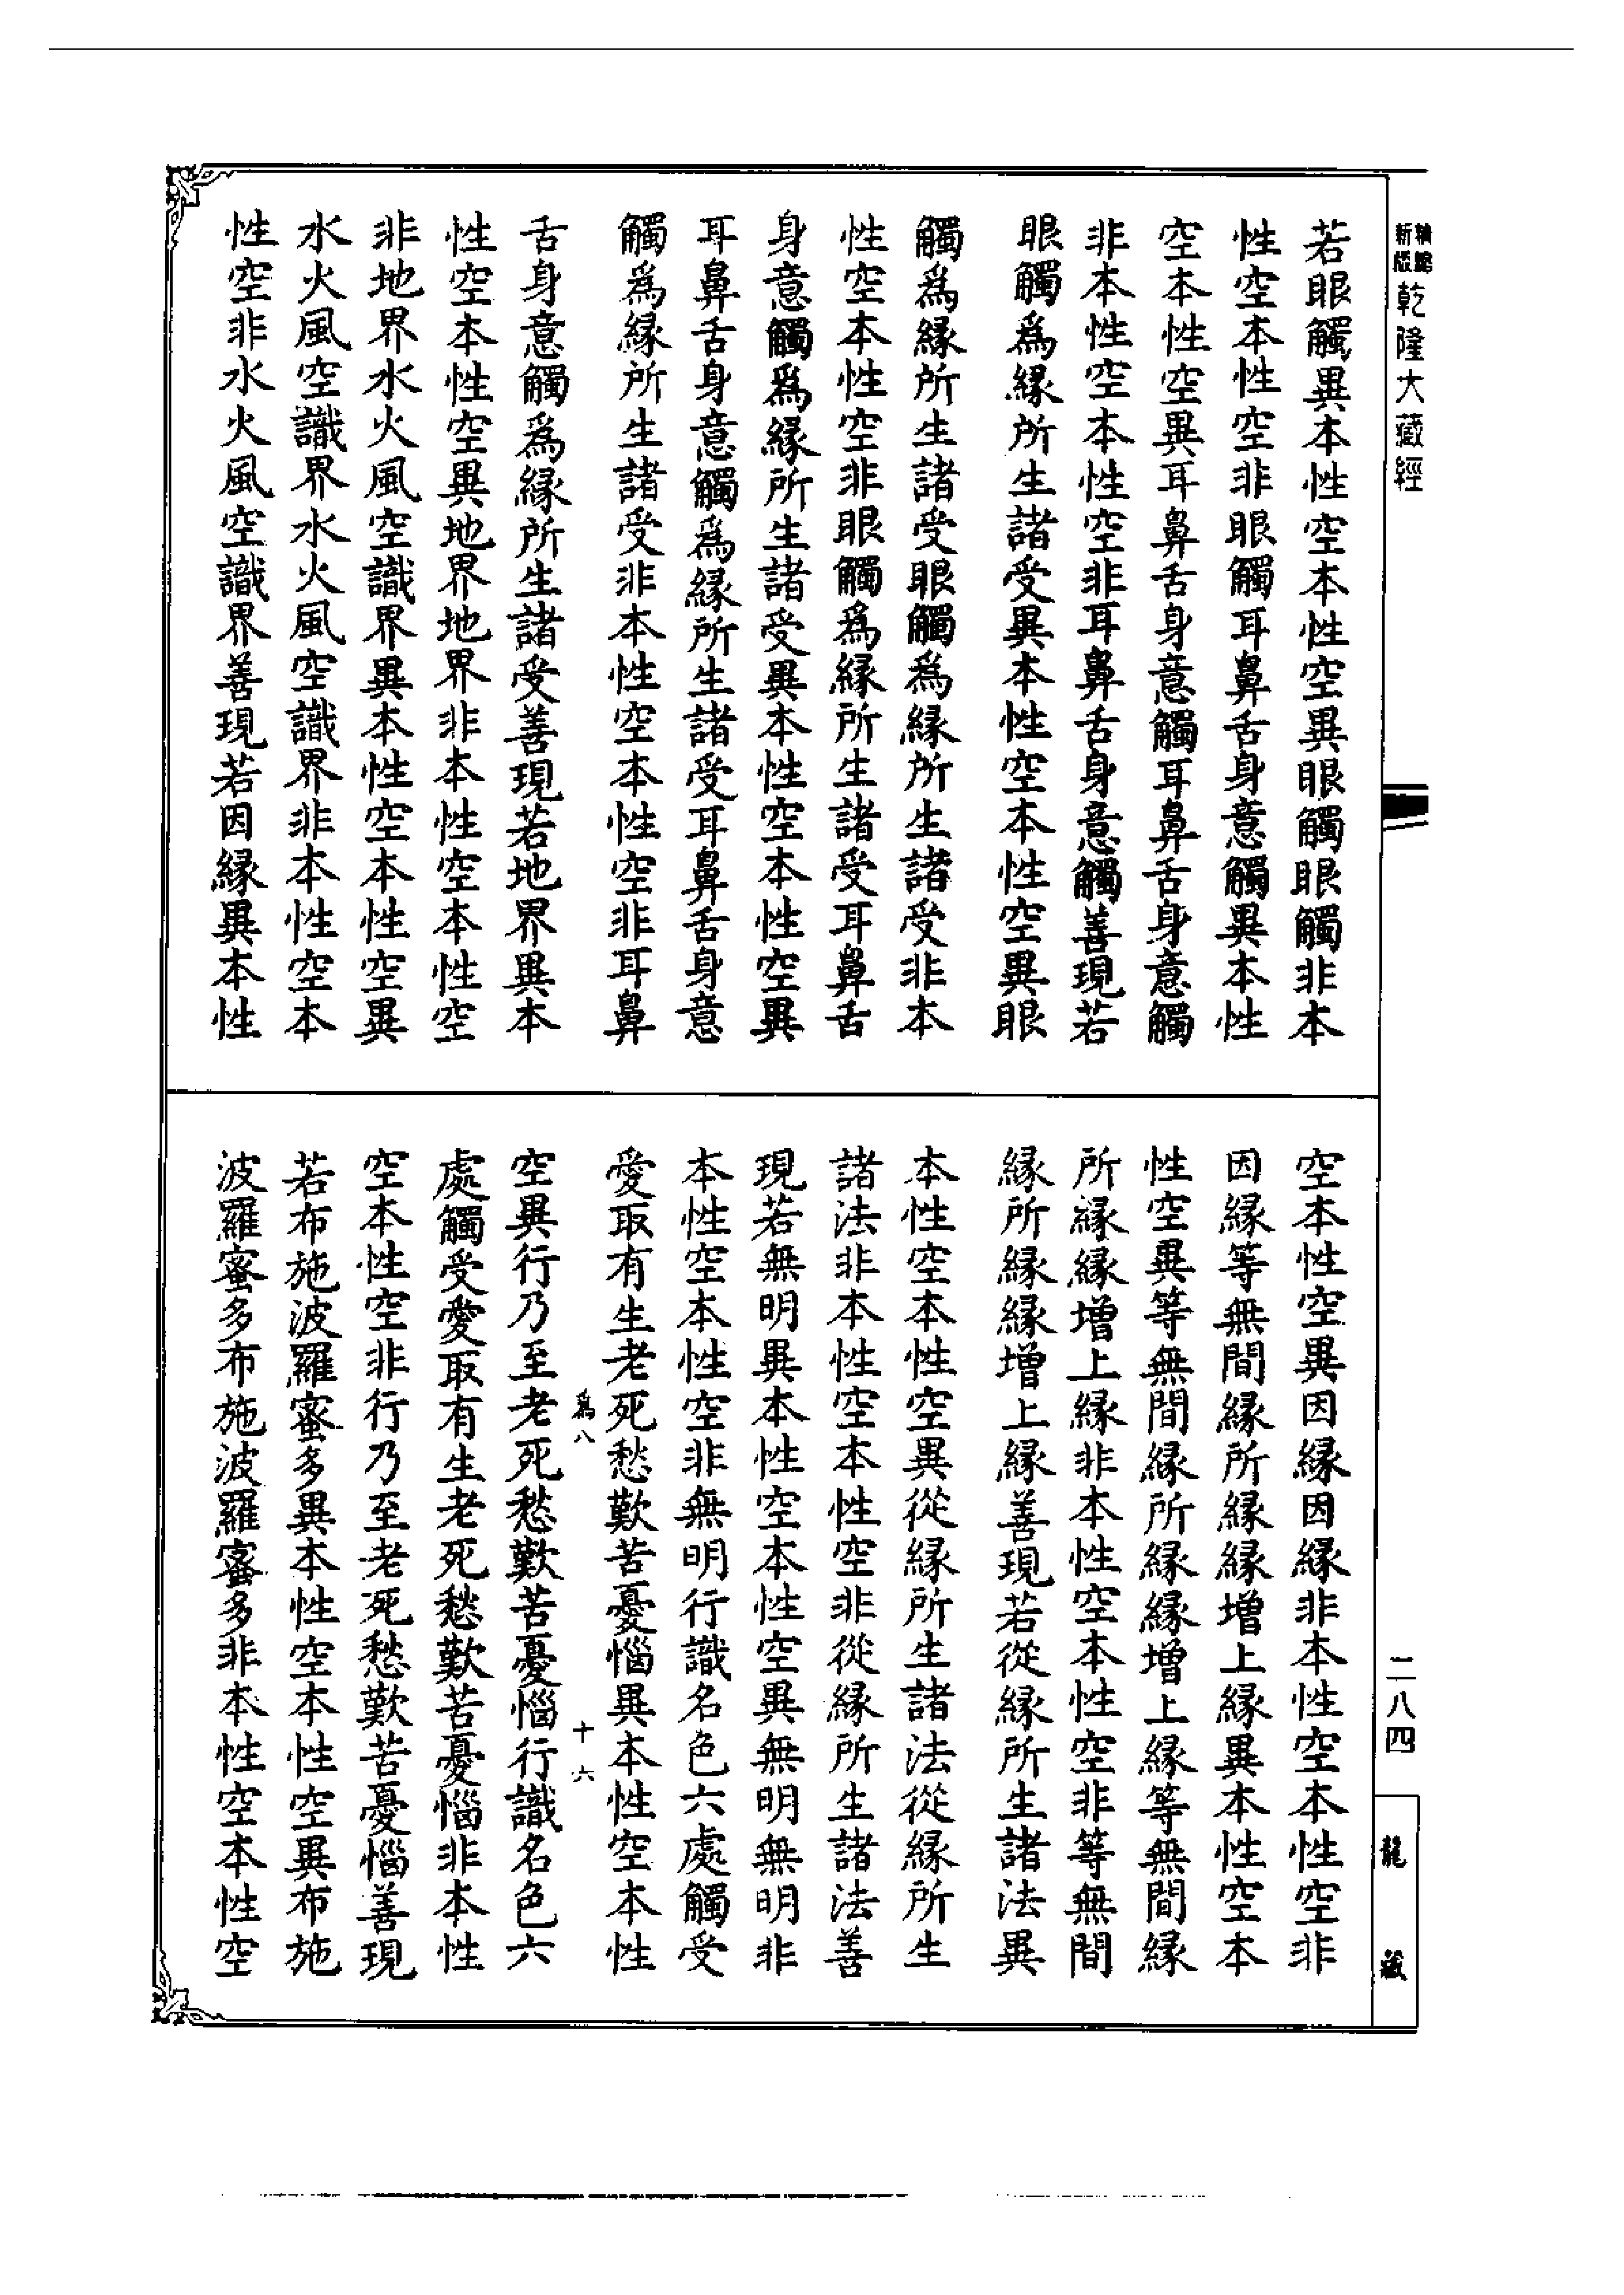 新版精縮乾隆大藏經
若眼觸異本性空本性空異眼觸眼觸非本
性空本性空非眼觸耳鼻舌身意觸異本性
空本性空異耳鼻舌身意觸耳鼻舌身意觸
非本性空本性空非耳鼻舌身意觸善現若
眼觸爲緣所生諸受異本性空本性空異眼
觸爲緣所生諸受眼觸爲緣所生諸受非本
性空本性空非眼觸爲緣所生諸受耳鼻舌
身意觸爲緣所生諸受異本性空本性空異
耳鼻舌身意觸爲緣所生諸受耳鼻舌身意
觸爲緣所生諸受非本性空本性空非耳鼻
舌身意觸爲緣所生諸受善現若地界異本
性空本性空異地界地界非本性空本性空
非地界水火風空識界異本性空本性空異
水火風空識界水火風空識界非本性空本
性空非水火風空識界善現若因緣異本性
空本性空異因緣因緣非本性空本性空非
因緣等無間緣所緣緣增上緣異本性空本
性空異等無間緣所緣緣增上緣等無間緣
所緣緣增上緣非本性空本性空非等無間
緣所緣緣增上緣善現若從緣所生諸法異
本性空本性空異從緣所生諸法從緣所生
諸法非本性空本性空非從緣所生諸法善
現若無明異本性空本性空異無明無明非
本性空本性空非無明行識名色六處觸受
愛取有生老死愁歎苦憂惱異本性空本性
爲八 十六
空異行乃至老死愁歎苦憂惱行識名色六
處觸受愛取有生老死愁歎苦憂惱非本性
空本性空非行乃至老死愁歎苦憂惱善現
若布施波羅蜜多異本性空本性空異布施
波羅蜜多布施波羅蜜多非本性空本性空
二八四
龍藏